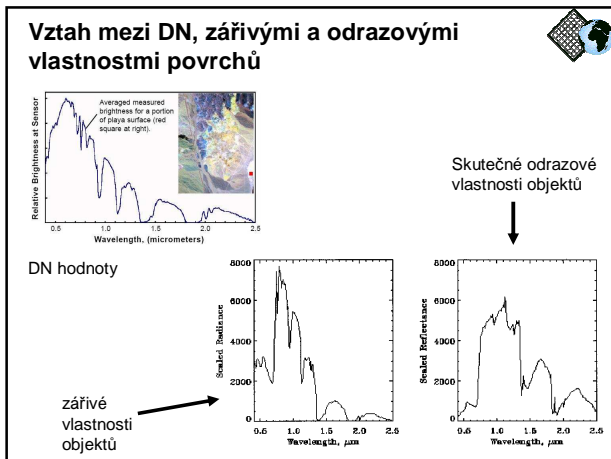 Vztah mezi DN, zářivými a odrazovými
vlastnostmi povrchů
Relative Brightness at Sensor
Averaged measured
brightness for a portion
of playa surface (red
square at right).
0.5 1.0 1.5 2.0 2.5
Wavelength, (micrometers)
DN hodnoty
Skutečné odrazové
vlastnosti objektů
zářivé
vlastnosti
objektů
Scaled Radiance
8000
6000
4000
2000
0
0.6 1.0 1.5 2.0 2.5
Wavelength, μm
Scaled Reflectance
8000
6000
4000
2000
0
0.6 1.0 1.5 2.0 2.5
Wavelength, μm